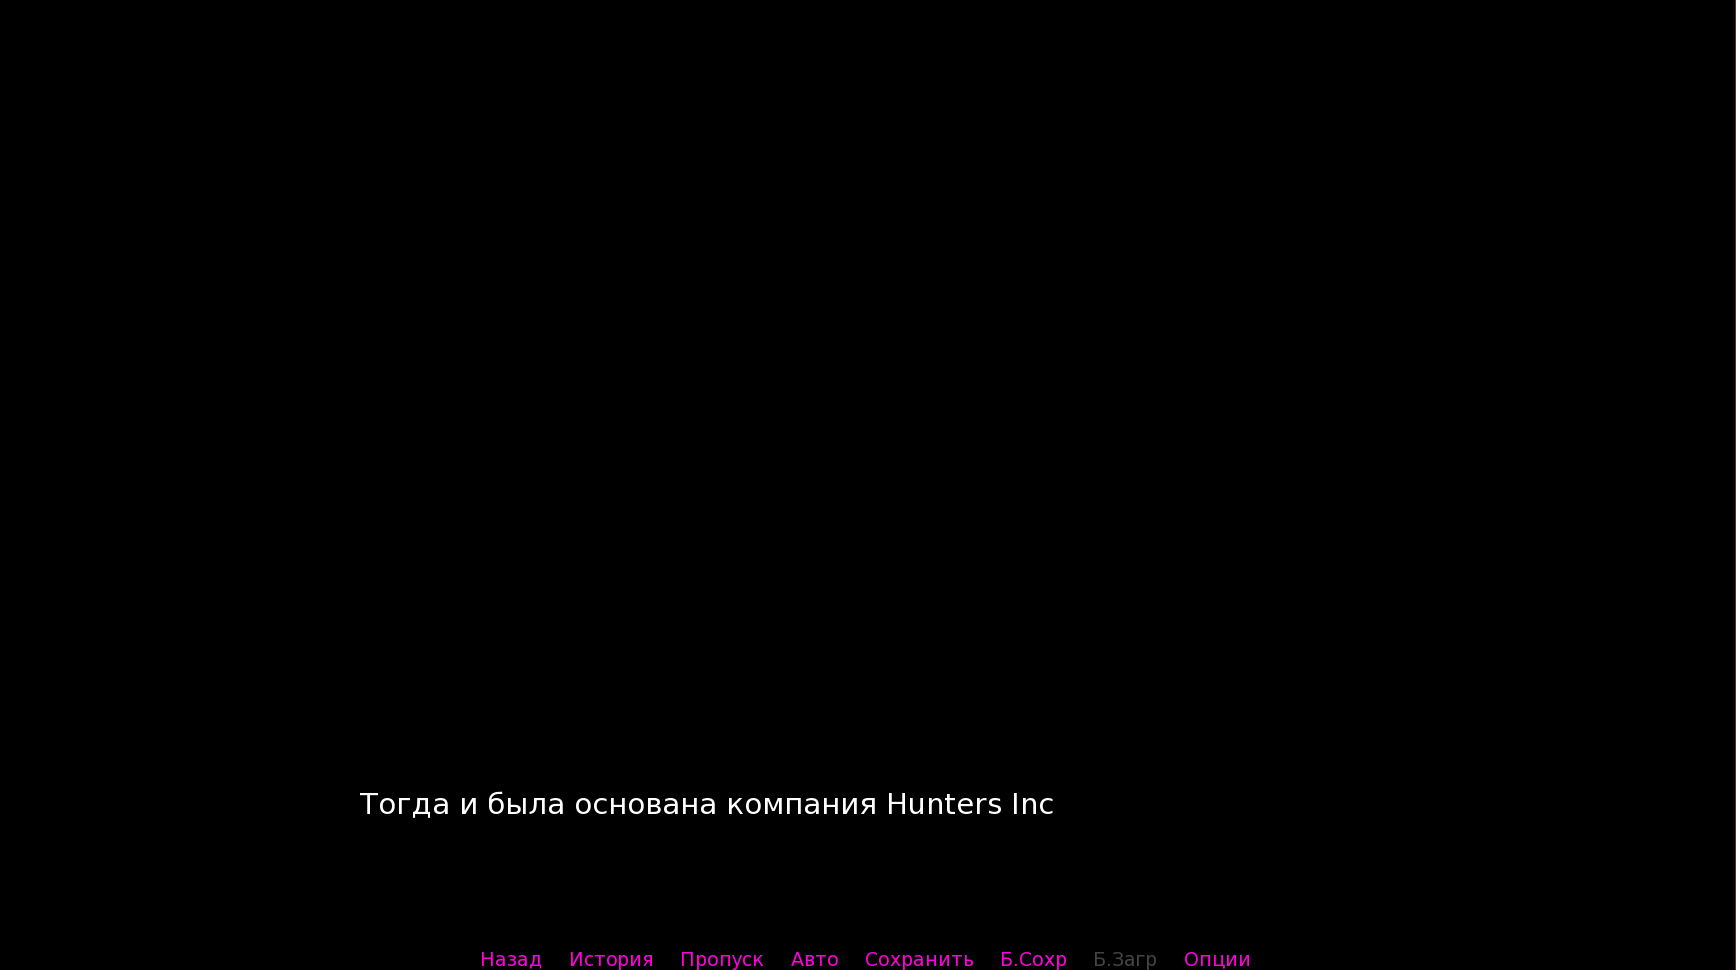 Тогда и была основана компания Hunters Inc
Назад История Пропуск Авто Сохранить Б.Сохр Б.Загр Опции